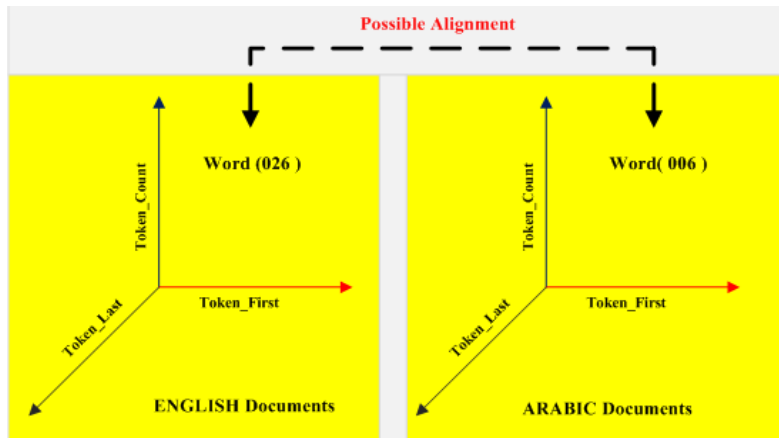 Possible Alignment
Word (026 )
Token_Count
Token_First
Token_Last
ENGLISH Documents
Word( 006 )
Token_Count
Token_First
Token_Last
ARABIC Documents